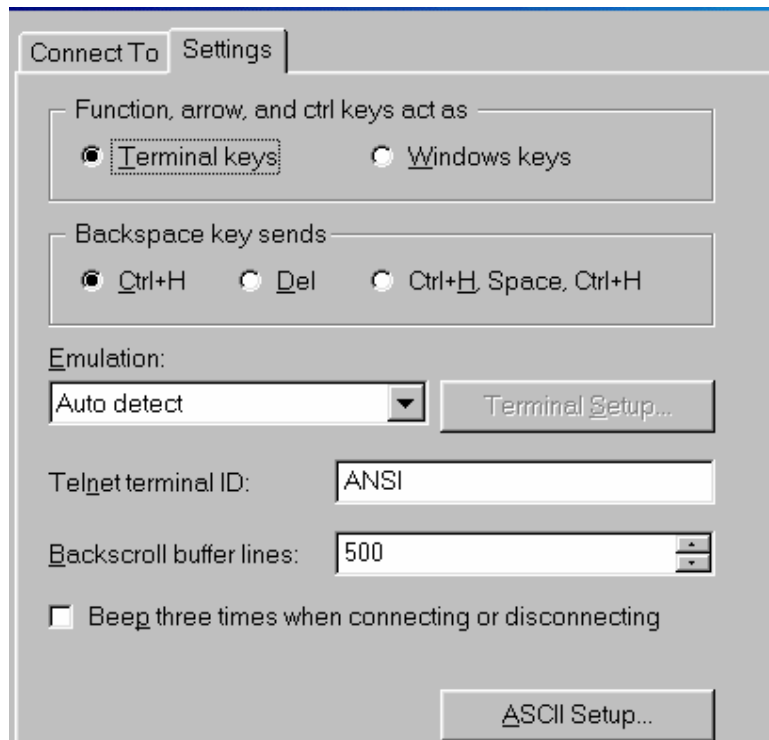 Connect To Settings
Function, arrow, and ctrl keys act as
Terminal keys Windows keys
Backspace key sends
Ctrl+H Del Ctrl+H, Space, Ctrl+H
Emulation:
Auto detect Terminal Setup...
Telnet terminal ID: ANSI
Backscroll buffer lines: 500
Beep three times when connecting or disconnecting
ASCII Setup...